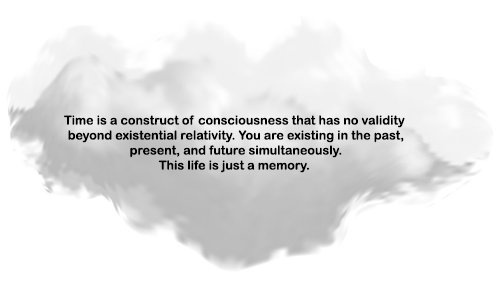 Time is a construct of consciousness that has no validity
beyond existential relativity. You are existing in the past,
present, and future simultaneously.
This life is just a memory.